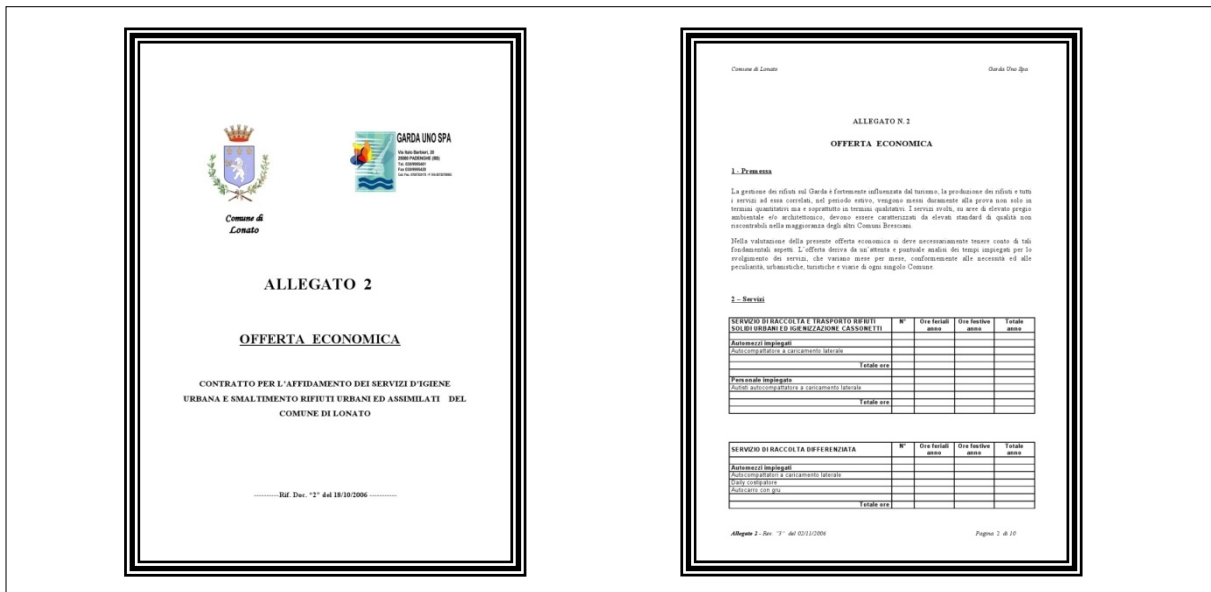 Comune di
Lonato
GARDA UNO SPA
Via Italo Barbieri, 20
25080 PADENGHE (BS)
ALLEGATO 2
OFFERTA ECONOMICA
CONTRATTO PER L'AFFIDAMENTO DEI SERVIZI D'IGIENE
URBANA E SMALTIMENTO RIFIUTI URBANI ED ASSIMILATI DEL
COMUNE DI LONATO
----------Rif. Doc. "2" del 18/10/2006 -----------
Comune di Lonato Garda Uno Spa
ALLEGATO N. 2
OFFERTA ECONOMICA
1 - Premessa
La gestione dei rifiuti sul Garda è fortemente influenzata dal turismo, la produzione dei rifiuti e tutti
i servizi ad essa correlati, nel periodo estivo, vengono messi duramente alla prova non solo in
termini quantitativi ma e soprattutto in termini qualitativi. I servizi svolti, su aree di elevato pregio
ambientale e/o architettonico, devono essere caratterizzati da elevati standard di qualità non
riscontrabili nella maggioranza degli altri Comuni Bresciani.
Nella valutazione della presente offerta economica si deve necessariamente tenere conto di tali
fondamentali aspetti. L'offerta deriva da un'attenta e puntuale analisi dei tempi impiegati per lo
svolgimento dei servizi, che variano mese per mese, conformemente alle necessità ed alle
peculiarità, urbanistiche, turistiche e viarie di ogni singolo Comune.
2 – Servizi
SERVIZIO DI RACCOLTA E TRASPORTO RIFIUTI N° Ore feriali Ore festive Totale
SOLIDI URBANI ED IGIENIZZAZIONE CASSONETTI anno anno anno
Automezzi impiegati
Autocompattatore a caricamento laterale
Totale ore
Personale impiegato
Autisti autocompattatore a caricamento laterale
Totale ore
SERVIZIO DI RACCOLTA DIFFERENZIATA N° Ore feriali Ore festive Totale
anno anno anno
Automezzi impiegati
Autocompattatori a caricamento laterale
Daily costipatore
Autocarro con gru
Totale ore
Allegato 2 - Rev. "3" del 02/11/2006 Pagina 2 di 10